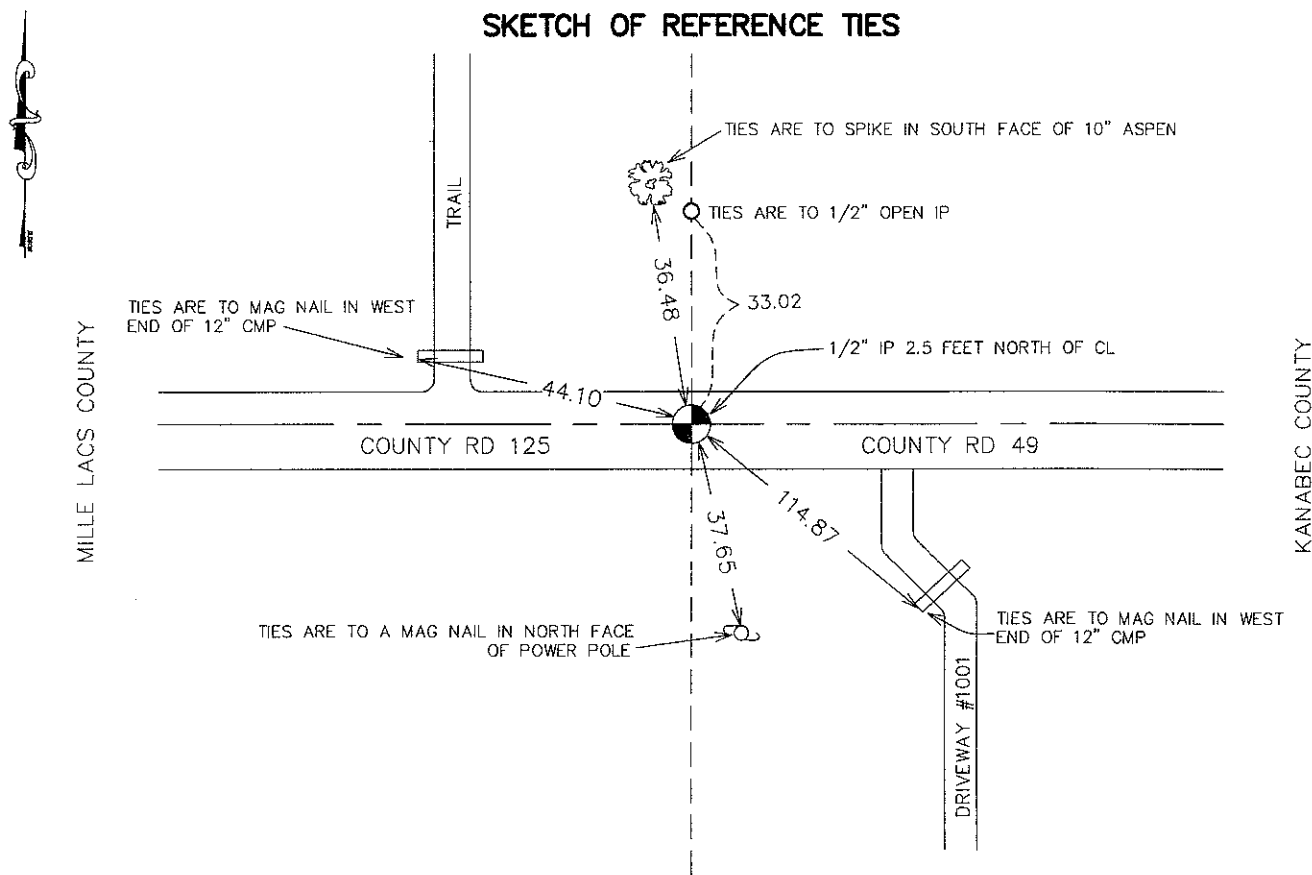 SKETCH OF REFERENCE TIES
TIES ARE TO SPIKE IN SOUTH FACE OF 10" ASPEN
TRAIL
TIES ARE TO 1/2" OPEN IP
36.48
33.02
TIES ARE TO MAG NAIL IN WEST
END OF 12" CMP
1/2" IP 2.5 FEET NORTH OF CL
44.10
MILLE LACS COUNTY
KANABEC COUNTY
COUNTY RD 125
COUNTY RD 49
37.65
114.87
TIES ARE TO A MAG NAIL IN NORTH FACE
OF POWER POLE
TIES ARE TO MAG NAIL IN WEST
END OF 12" CMP
DRIVEWAY #1001